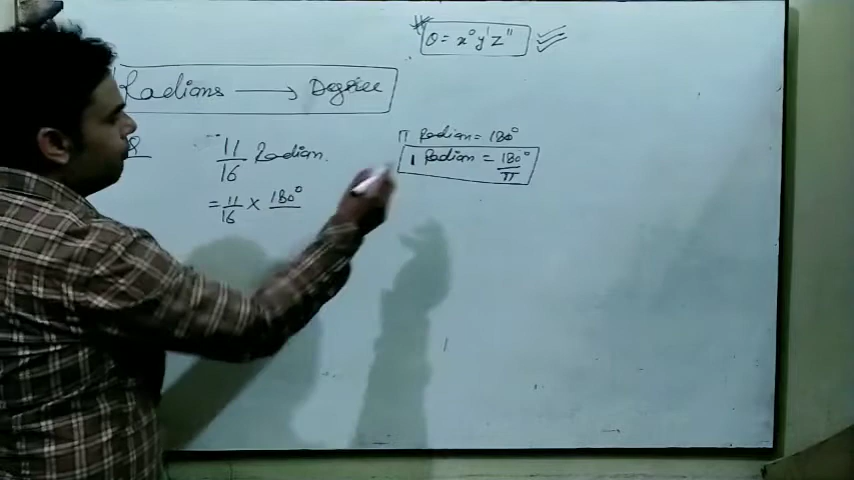 θ = x° y' z''
Radians → Degree
π Radian = 180°
1 Radian = 180°/π
11/16 Radian.
= 11/16 × 180°